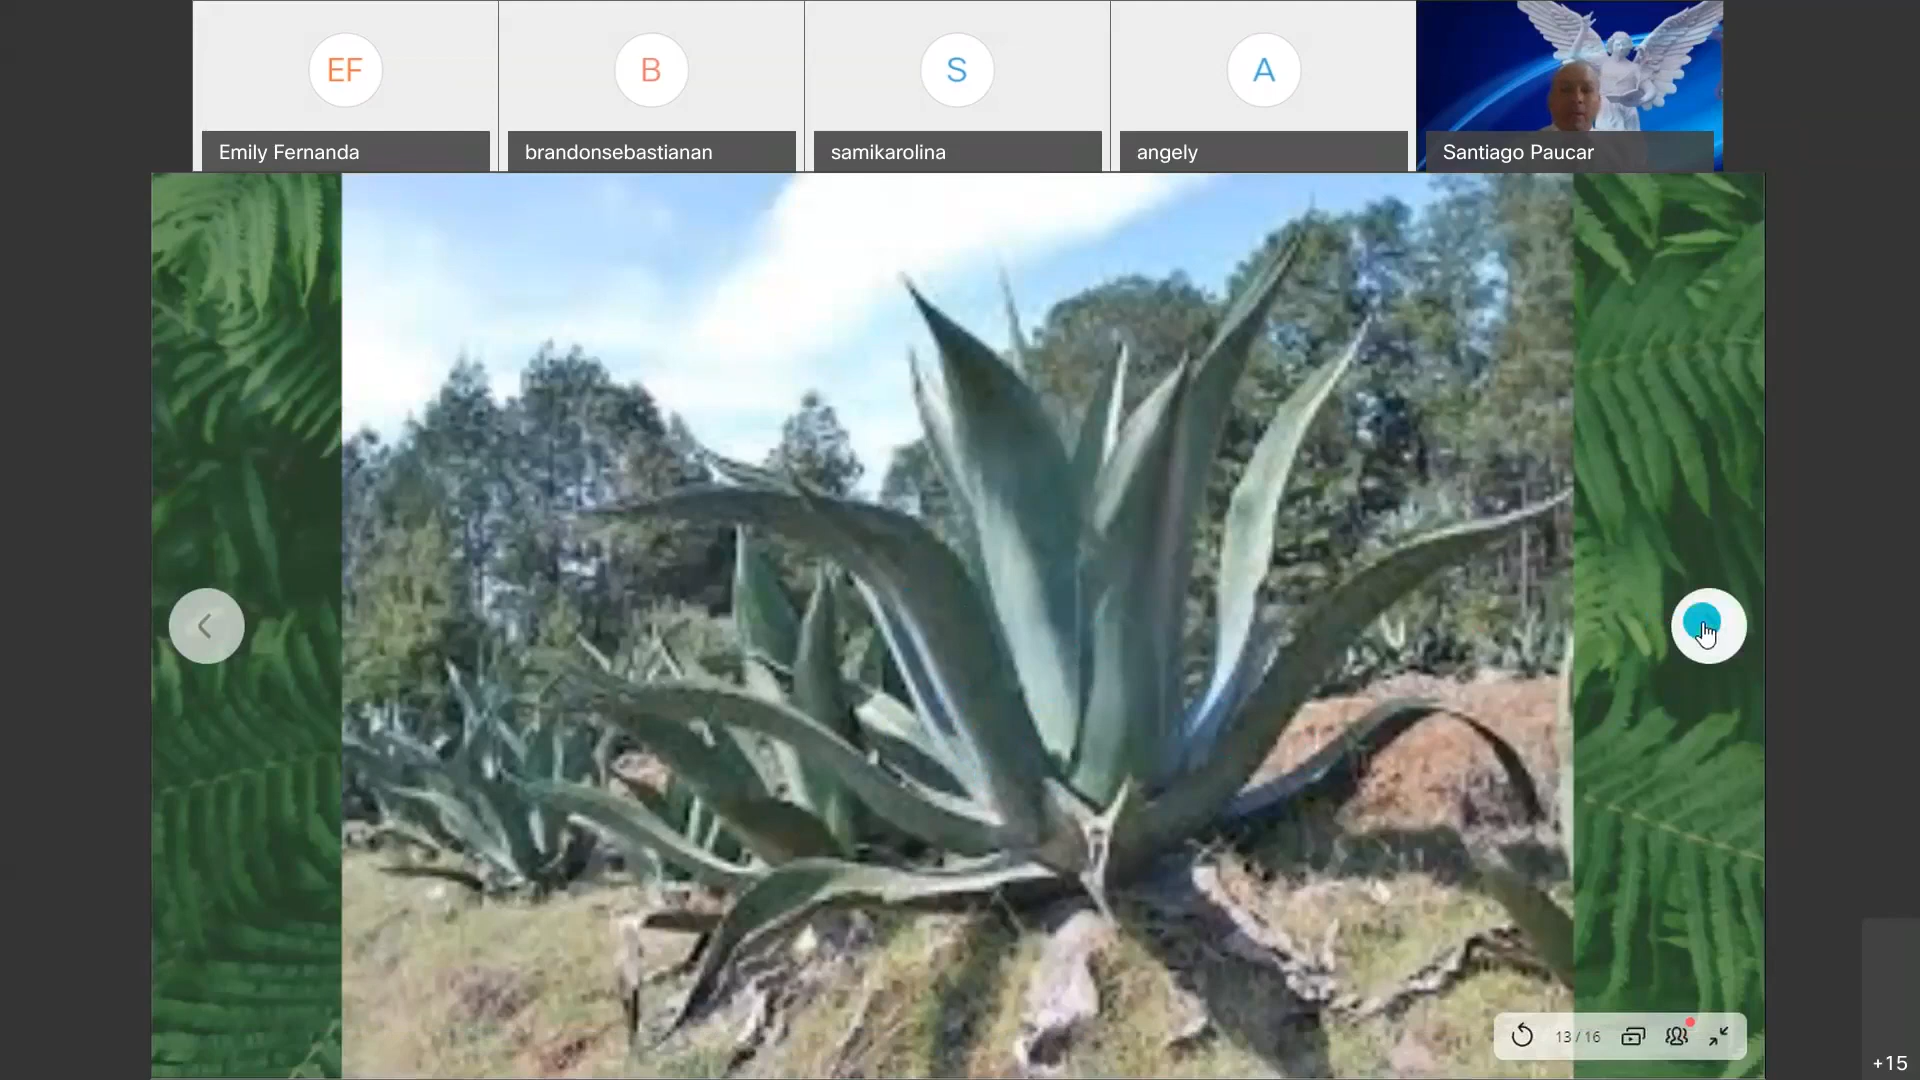 EF
B
S
A
Emily Fernanda
brandonsebastianan
samikarolina
angely
Santiago Paucar
13 / 16
+15